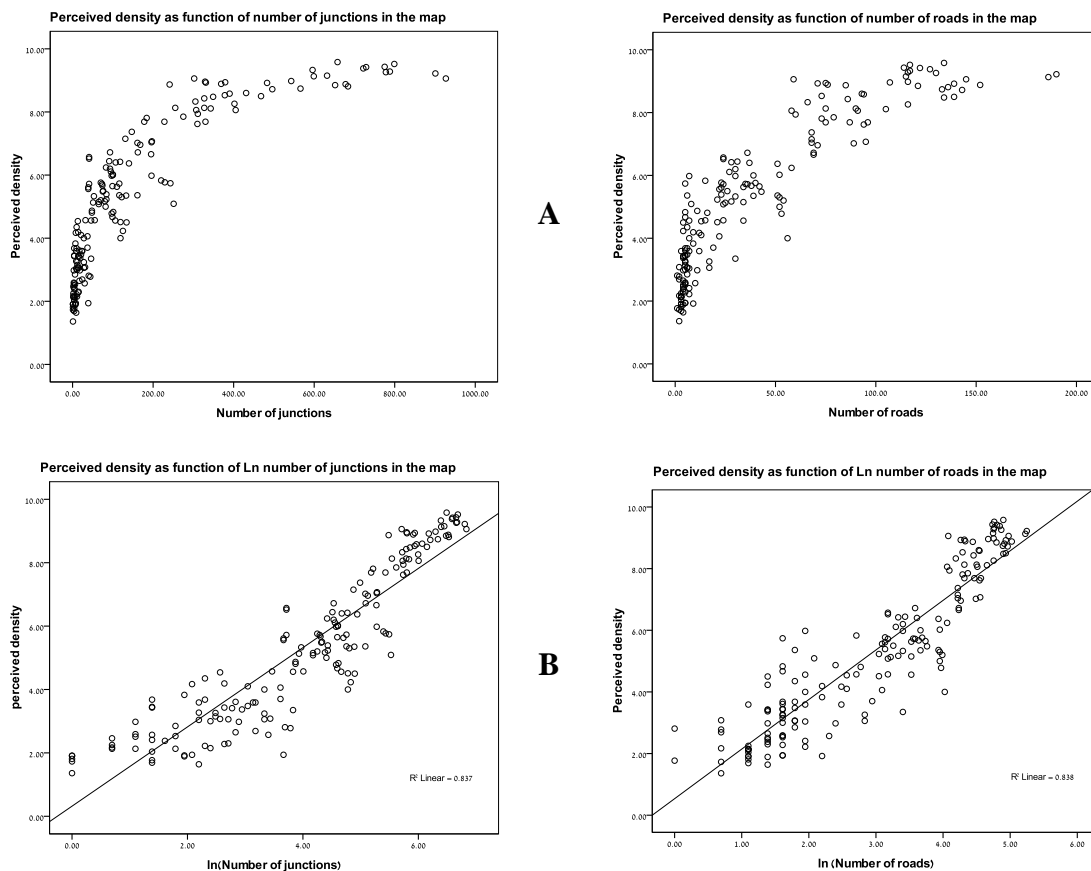 Perceived density as function of number of junctions in the map
Perceived density
10.00
8.00
6.00
4.00
2.00
0.00
0.00 200.00 400.00 600.00 800.00 1000.00
Number of junctions
A
Perceived density as function of number of roads in the map
Perceived density
10.00
8.00
6.00
4.00
2.00
0.00
0.00 50.00 100.00 150.00 200.00
Number of roads
Perceived density as function of Ln number of junctions in the map
perceived density
10.00
8.00
6.00
4.00
2.00
0.00
R² Linear = 0.837
0.00 2.00 4.00 6.00
ln(Number of junctions)
B
Perceived density as function of Ln number of roads in the map
Perceived density
10.00
8.00
6.00
4.00
2.00
0.00
R² Linear = 0.838
0.00 1.00 2.00 3.00 4.00 5.00 6.00
ln (Number of roads)